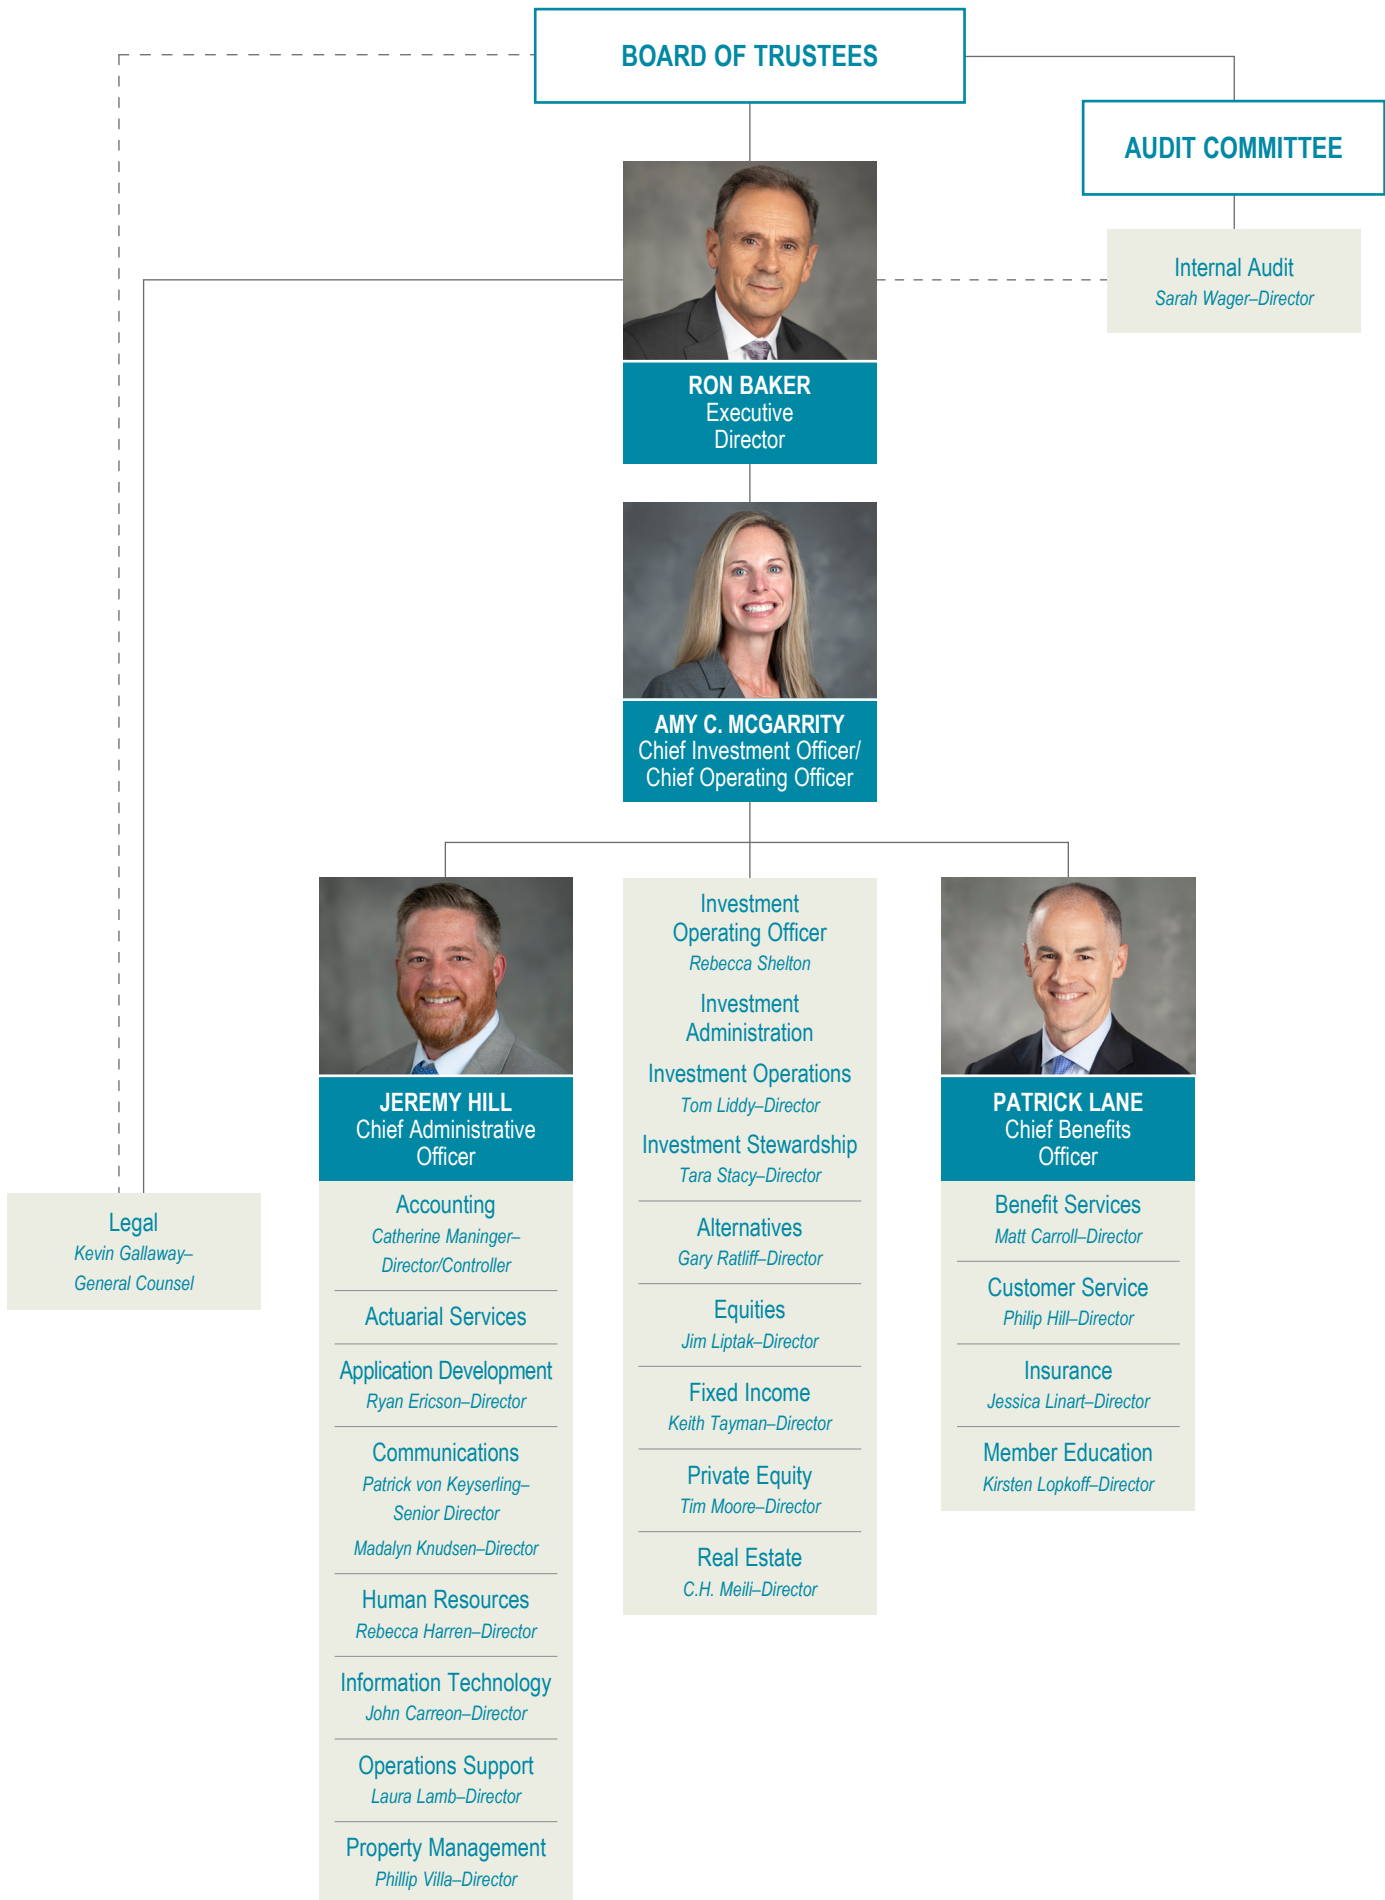 BOARD OF TRUSTEES
AUDIT COMMITTEE
Internal Audit
Sarah Wager–Director
RON BAKER
Executive
Director
AMY C. MCGARRITY
Chief Investment Officer/
Chief Operating Officer
Legal
Kevin Gallaway–
General Counsel
JEREMY HILL
Chief Administrative
Officer
Accounting
Catherine Maninger–
Director/Controller
Actuarial Services
Application Development
Ryan Ericson–Director
Communications
Patrick von Keyserling–
Senior Director
Madalyn Knudsen–Director
Human Resources
Rebecca Harren–Director
Information Technology
John Carreon–Director
Operations Support
Laura Lamb–Director
Property Management
Phillip Villa–Director
Investment
Operating Officer
Rebecca Shelton
Investment
Administration
Investment Operations
Tom Liddy–Director
Investment Stewardship
Tara Stacy–Director
Alternatives
Gary Ratliff–Director
Equities
Jim Liptak–Director
Fixed Income
Keith Tayman–Director
Private Equity
Tim Moore–Director
Real Estate
C.H. Meili–Director
PATRICK LANE
Chief Benefits
Officer
Benefit Services
Matt Carroll–Director
Customer Service
Philip Hill–Director
Insurance
Jessica Linart–Director
Member Education
Kirsten Lopkoff–Director